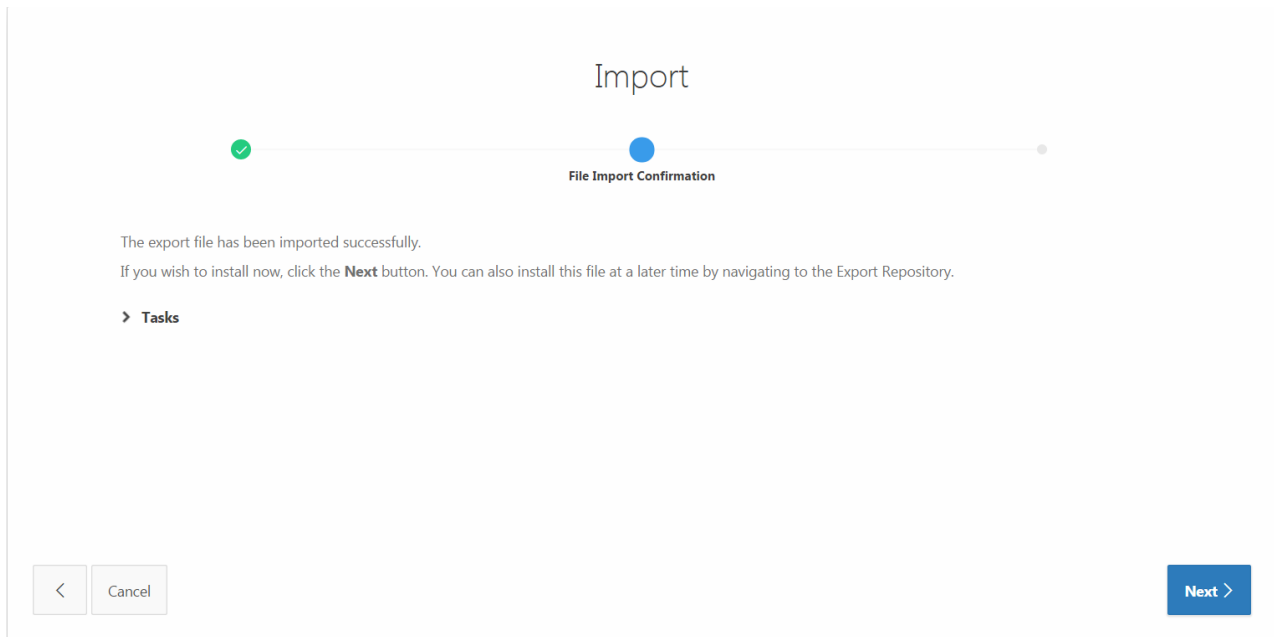 Import
File Import Confirmation
The export file has been imported successfully.
If you wish to install now, click the Next button. You can also install this file at a later time by navigating to the Export Repository.
Tasks
Cancel
Next